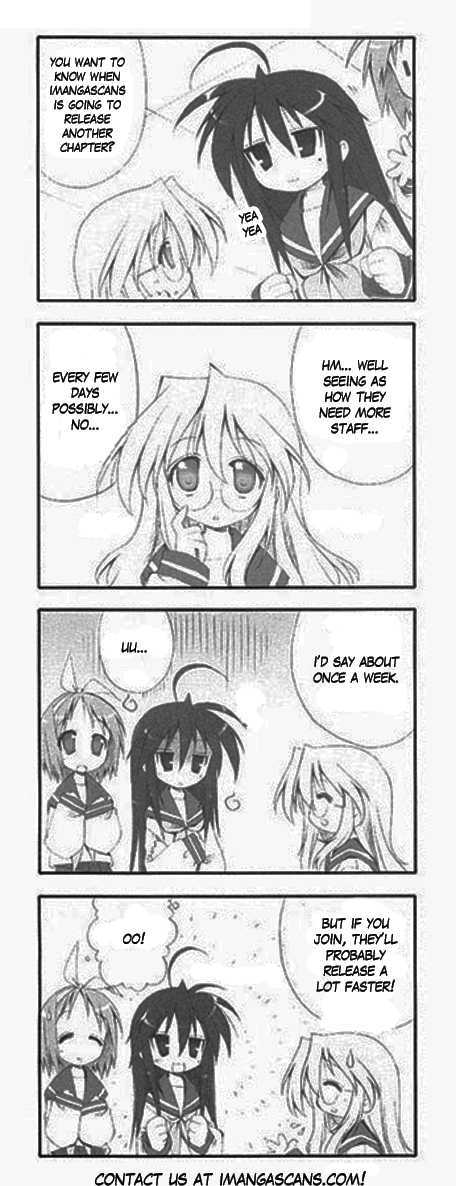 YOU WANT TO
KNOW WHEN
IMANGASCANS
IS GOING TO
RELEASE
ANOTHER
CHAPTER?
YEA
YEA
HM... WELL
SEEING AS
HOW THEY
NEED MORE
STAFF...
EVERY FEW
DAYS
POSSIBLY...
NO...
I'D SAY ABOUT
ONCE A WEEK.
UU...
BUT IF YOU
JOIN, THEY'LL
PROBABLY
RELEASE A
LOT FASTER!
OO!
CONTACT US AT IMANGASCANS.COM!